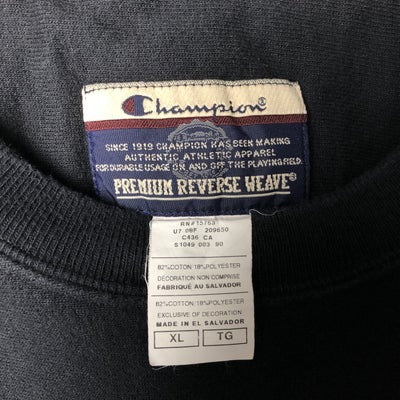 Champion®
SINCE 1919 CHAMPION HAS BEEN MAKING
AUTHENTIC ATHLETIC APPAREL
FOR DURABLE USAGE ON AND OFF THE PLAYING FIELD.
PREMIUM REVERSE WEAVE®
RN#15763
U7 09F 209650
C436 CA
S1049 003 90
82%COTON/18%POLYESTER
DECORATION NON COMPRISE
FABRIQUÉ AU SALVADOR
82%COTTON/18%POLYESTER
EXCLUSIVE OF DECORATION
MADE IN EL SALVADOR
XL TG